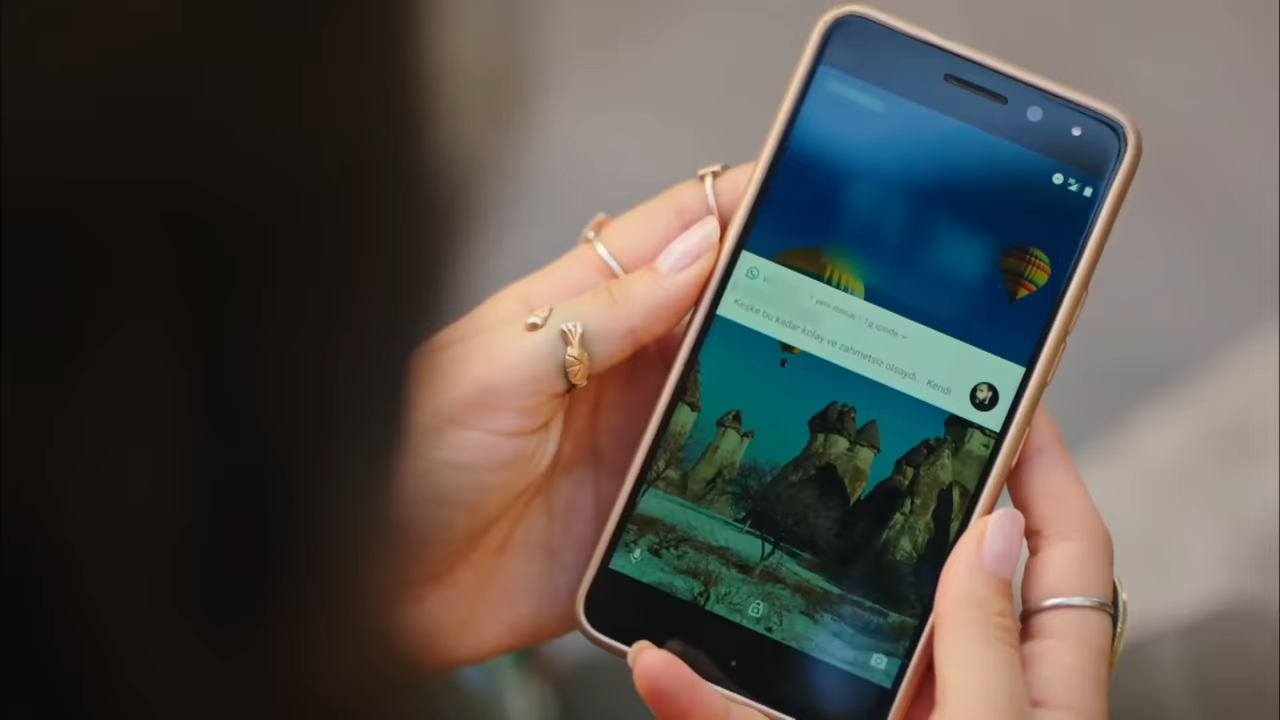 1 yeni mesaj • 1g içinde
Keşke bu kadar kolay ve zahmetsiz olsaydı... Kendi